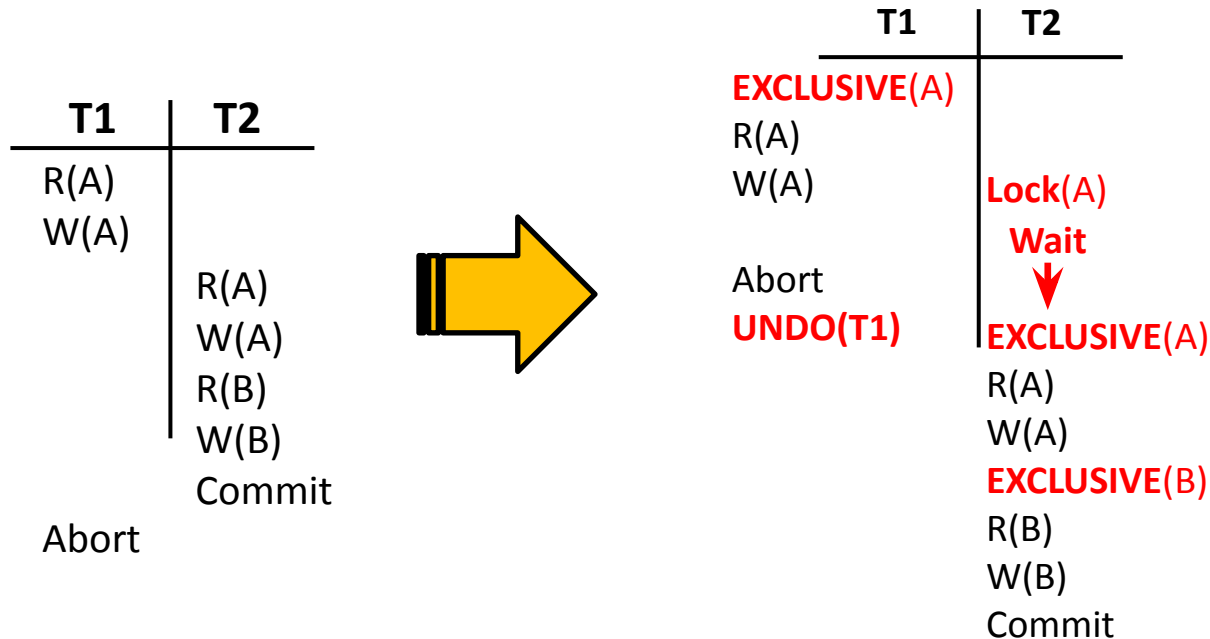 T1 T2
R(A)
W(A)
R(A)
W(A)
R(B)
W(B)
Commit
Abort
T1 T2
EXCLUSIVE(A)
R(A)
W(A) Lock(A)
Wait
Abort
UNDO(T1) EXCLUSIVE(A)
R(A)
W(A)
EXCLUSIVE(B)
R(B)
W(B)
Commit